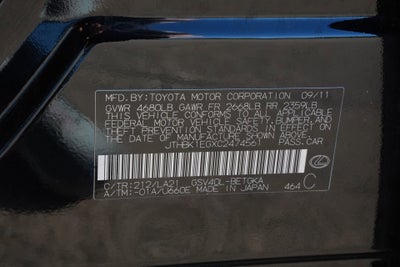 MFD. BY: TOYOTA MOTOR CORPORATION 09/11
GVWR 4680LB GAWR FR 2668LB RR 2359LB
THIS VEHICLE CONFORMS TO ALL APPLICABLE
FEDERAL MOTOR VEHICLE SAFETY, BUMPER, AND
THEFT PREVENTION STANDARDS IN EFFECT ON
THE DATE OF MANUFACTURE SHOWN ABOVE.
JTHBK1EGXC2474561 PASS.CAR
C/TR:212/LA21 GSV40L-BETGKA
A/TM:-01A/U660E MADE IN JAPAN 464 C